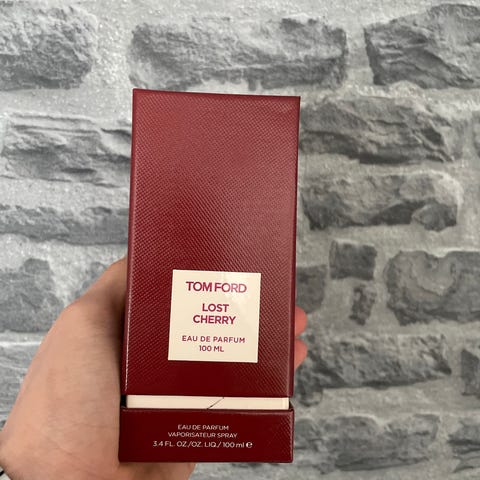 TOM FORD
LOST
CHERRY
EAU DE PARFUM
100 ML
EAU DE PARFUM
VAPORISATEUR SPRAY
3.4 FL. OZ./OZ. LIQ./ 100 ml ℮